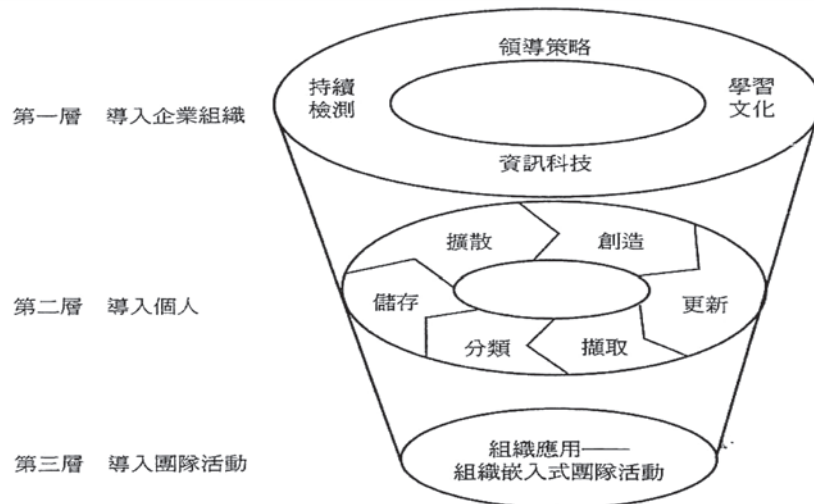 領導策略
持續
檢測
學習
文化
第一層　導入企業組織
資訊科技
擴散
創造
第二層　導入個人
儲存
更新
分類
擷取
第三層　導入團隊活動
組織應用——
組織嵌入式團隊活動